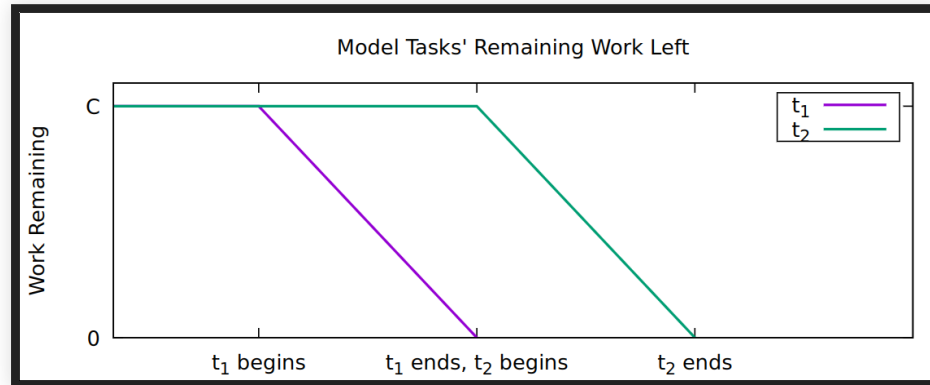 Model Tasks' Remaining Work Left
C
t₁
t₂
Work Remaining
0
t₁ begins
t₁ ends, t₂ begins
t₂ ends